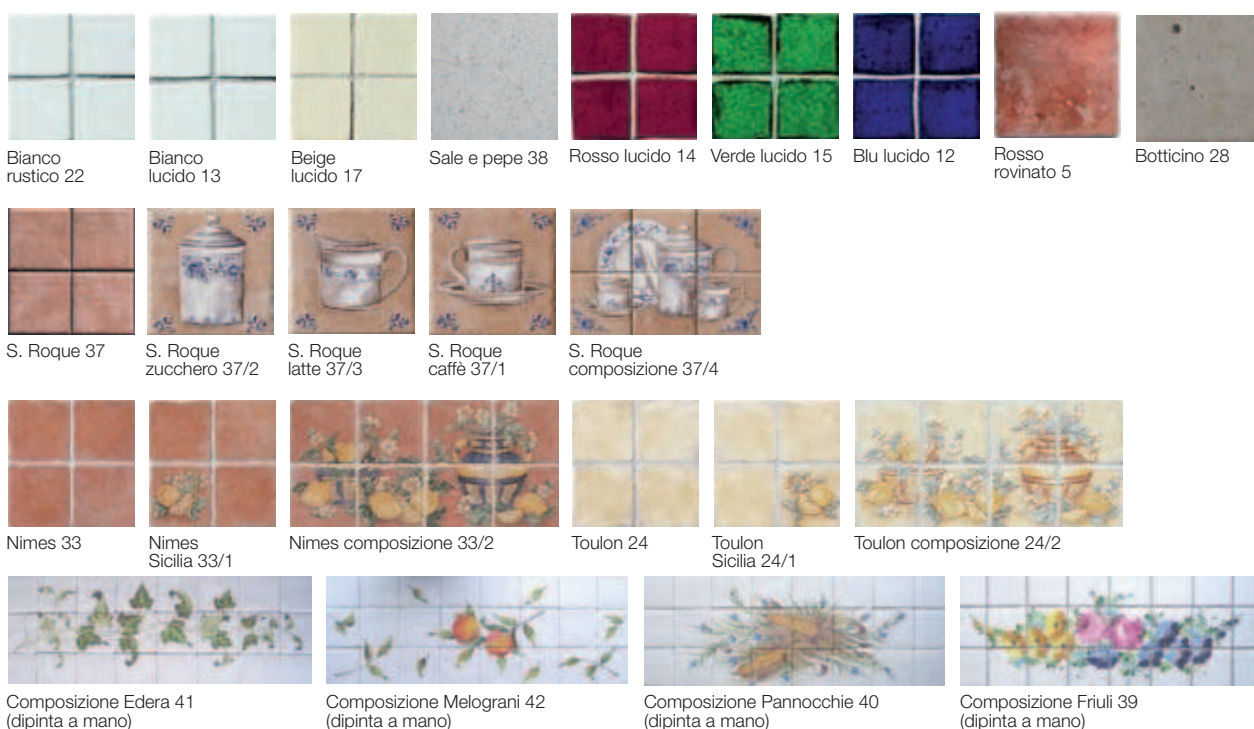 Bianco
rustico 22
Bianco
lucido 13
Beige
lucido 17
Sale e pepe 38
Rosso lucido 14
Verde lucido 15
Blu lucido 12
Rosso
rovinato 5
Botticino 28
S. Roque 37
S. Roque
zucchero 37/2
S. Roque
latte 37/3
S. Roque
caffè 37/1
S. Roque
composizione 37/4
Nimes 33
Nimes
Sicilia 33/1
Nimes composizione 33/2
Toulon 24
Toulon
Sicilia 24/1
Toulon composizione 24/2
Composizione Edera 41
(dipinta a mano)
Composizione Melograni 42
(dipinta a mano)
Composizione Pannocchie 40
(dipinta a mano)
Composizione Friuli 39
(dipinta a mano)